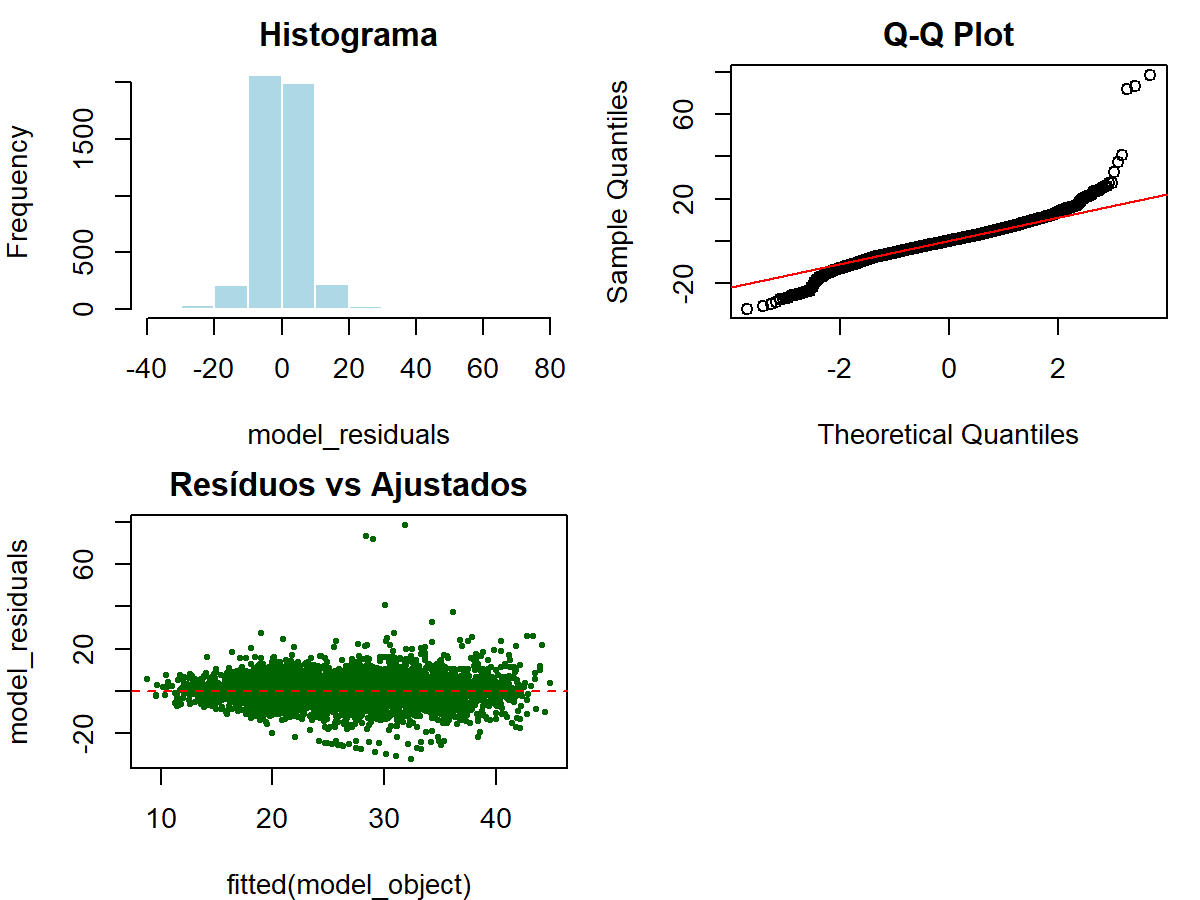 Histograma
Frequency
0
500
1500
-40 -20 0 20 40 60 80
model_residuals
Q-Q Plot
Sample Quantiles
-20
20
60
-2 0 2
Theoretical Quantiles
Resíduos vs Ajustados
model_residuals
-20
20
60
10 20 30 40
fitted(model_object)